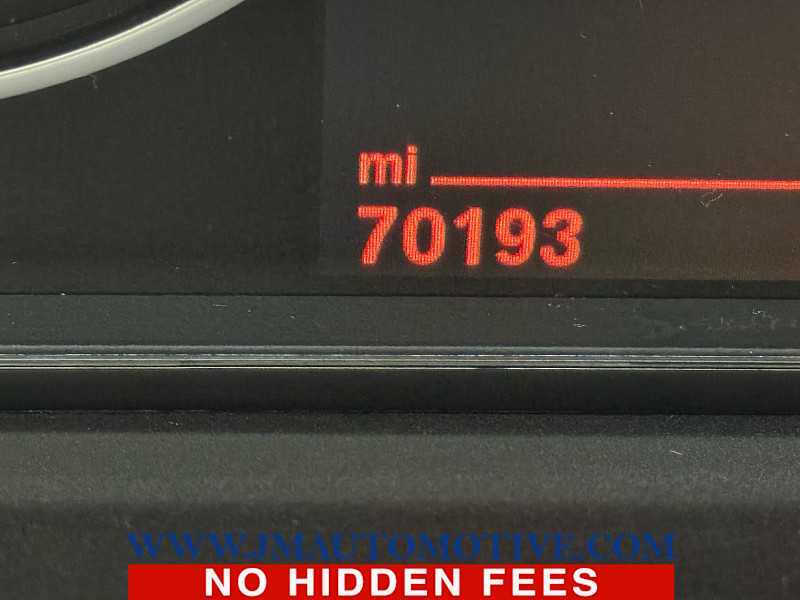 mi
70193
WWW.JMAUTOMOTIVE.COM
NO HIDDEN FEES